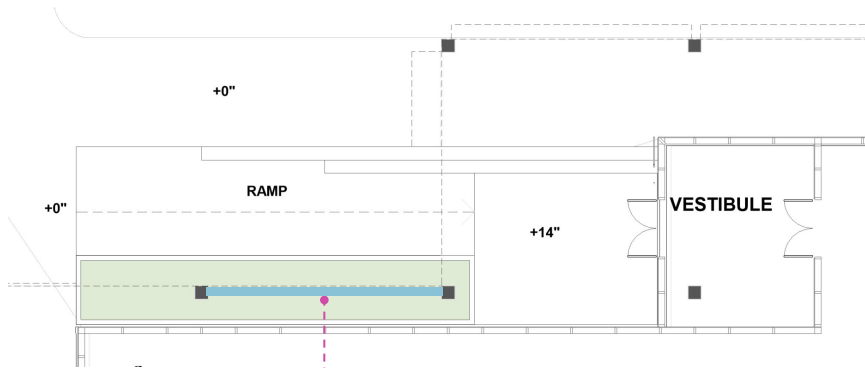 +0"
RAMP
+0"
VESTIBULE
+14"